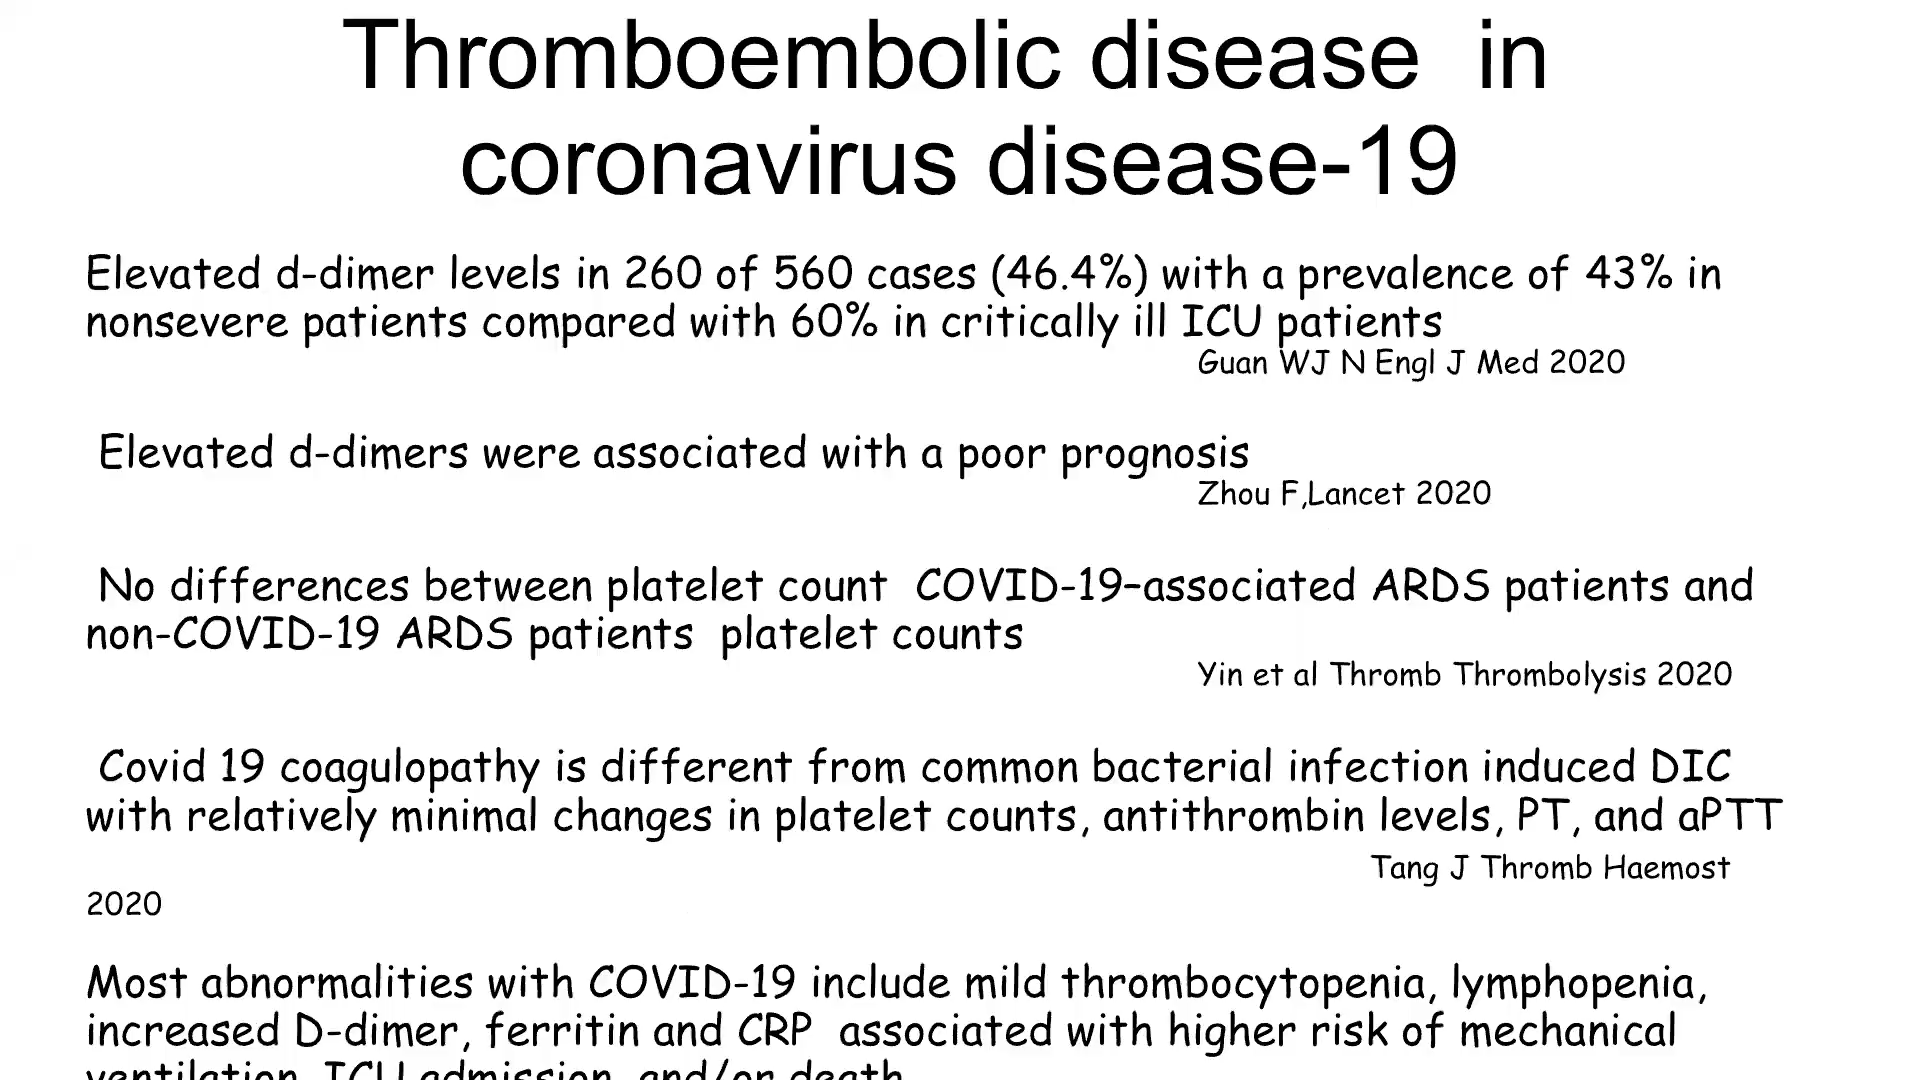 Thromboembolic disease in
coronavirus disease-19
Elevated d-dimer levels in 260 of 560 cases (46.4%) with a prevalence of 43% in
nonsevere patients compared with 60% in critically ill ICU patients
Guan WJ N Engl J Med 2020
Elevated d-dimers were associated with a poor prognosis
Zhou F,Lancet 2020
No differences between platelet count COVID-19–associated ARDS patients and
non-COVID-19 ARDS patients platelet counts
Yin et al Thromb Thrombolysis 2020
Covid 19 coagulopathy is different from common bacterial infection induced DIC
with relatively minimal changes in platelet counts, antithrombin levels, PT, and aPTT
Tang J Thromb Haemost
2020
Most abnormalities with COVID-19 include mild thrombocytopenia, lymphopenia,
increased D-dimer, ferritin and CRP associated with higher risk of mechanical
ventilation, ICU admission, and/or death